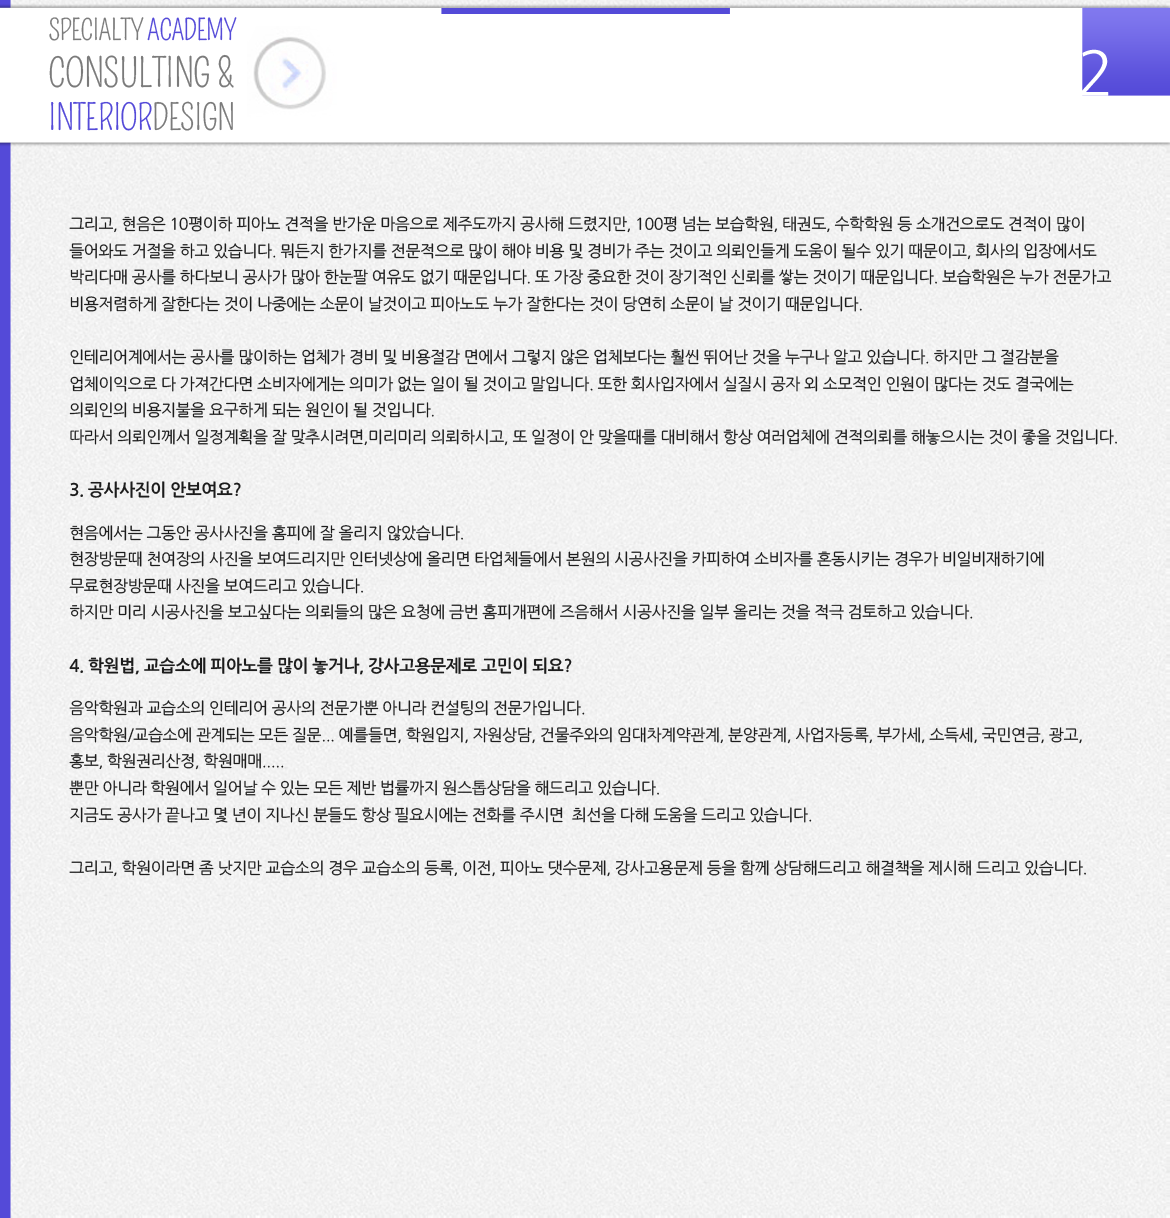 SPECIALTY ACADEMY
CONSULTING &
INTERIORDESIGN
2
그리고, 현음은 10평이하 피아노 견적을 반가운 마음으로 제주도까지 공사해 드렸지만, 100평 넘는 보습학원, 태권도, 수학학원 등 소개건으로도 견적이 많이
들어와도 거절을 하고 있습니다. 뭐든지 한가지를 전문적으로 많이 해야 비용 및 경비가 주는 것이고 의뢰인들게 도움이 될수 있기 때문이고, 회사의 입장에서도
박리다매 공사를 하다보니 공사가 많아 한눈팔 여유도 없기 때문입니다. 또 가장 중요한 것이 장기적인 신뢰를 쌓는 것이기 때문입니다. 보습학원은 누가 전문가고
비용저렴하게 잘한다는 것이 나중에는 소문이 날것이고 피아노도 누가 잘한다는 것이 당연히 소문이 날 것이기 때문입니다.
인테리어계에서는 공사를 많이하는 업체가 경비 및 비용절감 면에서 그렇지 않은 업체보다는 훨씬 뛰어난 것을 누구나 알고 있습니다. 하지만 그 절감분을
업체이익으로 다 가져간다면 소비자에게는 의미가 없는 일이 될 것이고 말입니다. 또한 회사입자에서 실질시 공자 외 소모적인 인원이 많다는 것도 결국에는
의뢰인의 비용지불을 요구하게 되는 원인이 될 것입니다.
따라서 의뢰인께서 일정계획을 잘 맞추시려면,미리미리 의뢰하시고, 또 일정이 안 맞을때를 대비해서 항상 여러업체에 견적의뢰를 해놓으시는 것이 좋을 것입니다.
3. 공사사진이 안보여요?
현음에서는 그동안 공사사진을 홈피에 잘 올리지 않았습니다.
현장방문때 천여장의 사진을 보여드리지만 인터넷상에 올리면 타업체들에서 본원의 시공사진을 카피하여 소비자를 혼동시키는 경우가 비일비재하기에
무료현장방문때 사진을 보여드리고 있습니다.
하지만 미리 시공사진을 보고싶다는 의뢰들의 많은 요청에 금번 홈피개편에 즈음해서 시공사진을 일부 올리는 것을 적극 검토하고 있습니다.
4. 학원법, 교습소에 피아노를 많이 놓거나, 강사고용문제로 고민이 되요?
음악학원과 교습소의 인테리어 공사의 전문가뿐 아니라 컨설팅의 전문가입니다.
음악학원/교습소에 관계되는 모든 질문... 예를들면, 학원입지, 자원상담, 건물주와의 임대차계약관계, 분양관계, 사업자등록, 부가세, 소득세, 국민연금, 광고,
홍보, 학원권리산정, 학원매매.....
뿐만 아니라 학원에서 일어날 수 있는 모든 제반 법률까지 원스톱상담을 해드리고 있습니다.
지금도 공사가 끝나고 몇 년이 지나신 분들도 항상 필요시에는 전화를 주시면  최선을 다해 도움을 드리고 있습니다.
그리고, 학원이라면 좀 낫지만 교습소의 경우 교습소의 등록, 이전, 피아노 댓수문제, 강사고용문제 등을 함께 상담해드리고 해결책을 제시해 드리고 있습니다.